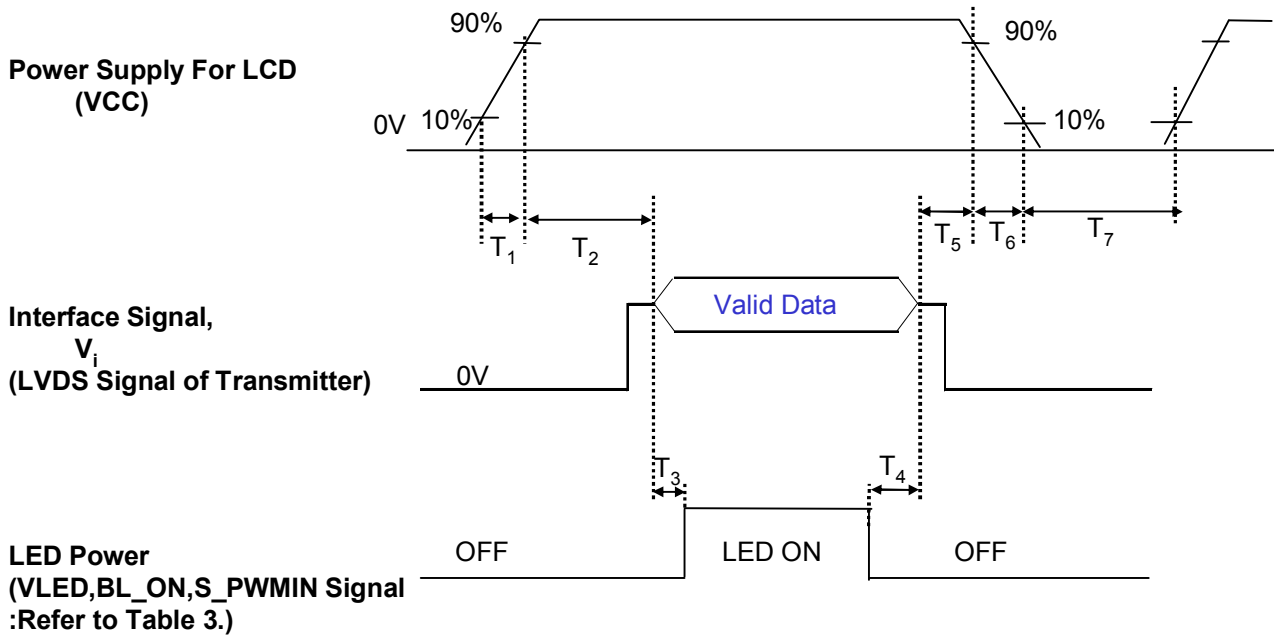 90%
90%
Power Supply For LCD
(VCC)
0V
10%
10%
T1
T2
T5
T6
T7
Valid Data
Interface Signal,
Vi
(LVDS Signal of Transmitter)
0V
T3
T4
LED Power
(VLED,BL_ON,S_PWMIN Signal
:Refer to Table 3.)
OFF
LED ON
OFF